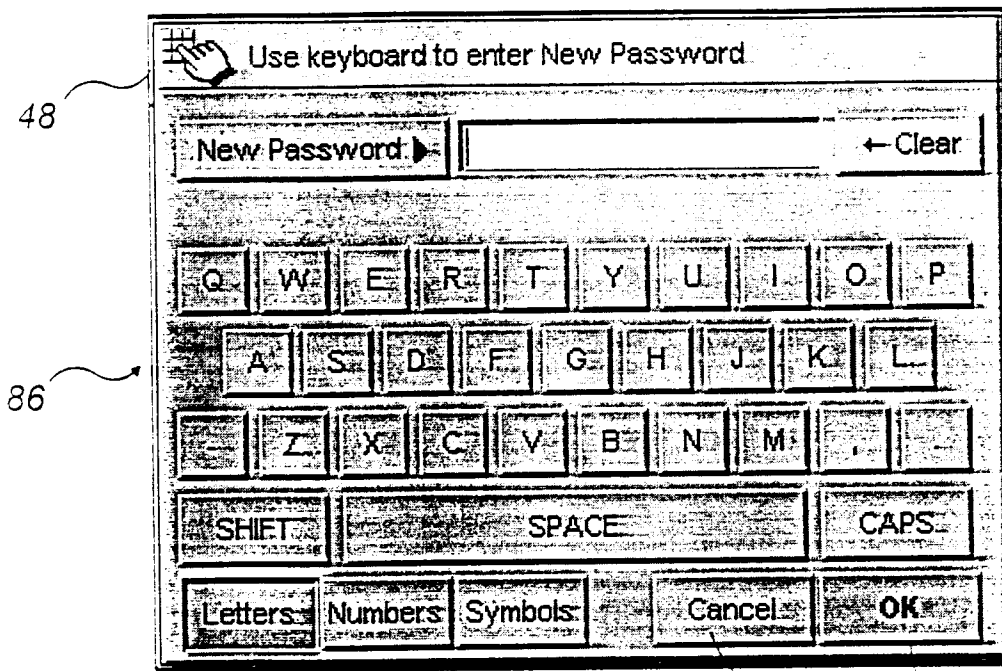 Use keyboard to enter New Password
48
New Password ▶ ←Clear
Q W E R T Y U I O P
A S D F G H J K L
86
Z X C V B N M ,
SHIFT SPACE CAPS
Letters Numbers Symbols Cancel OK